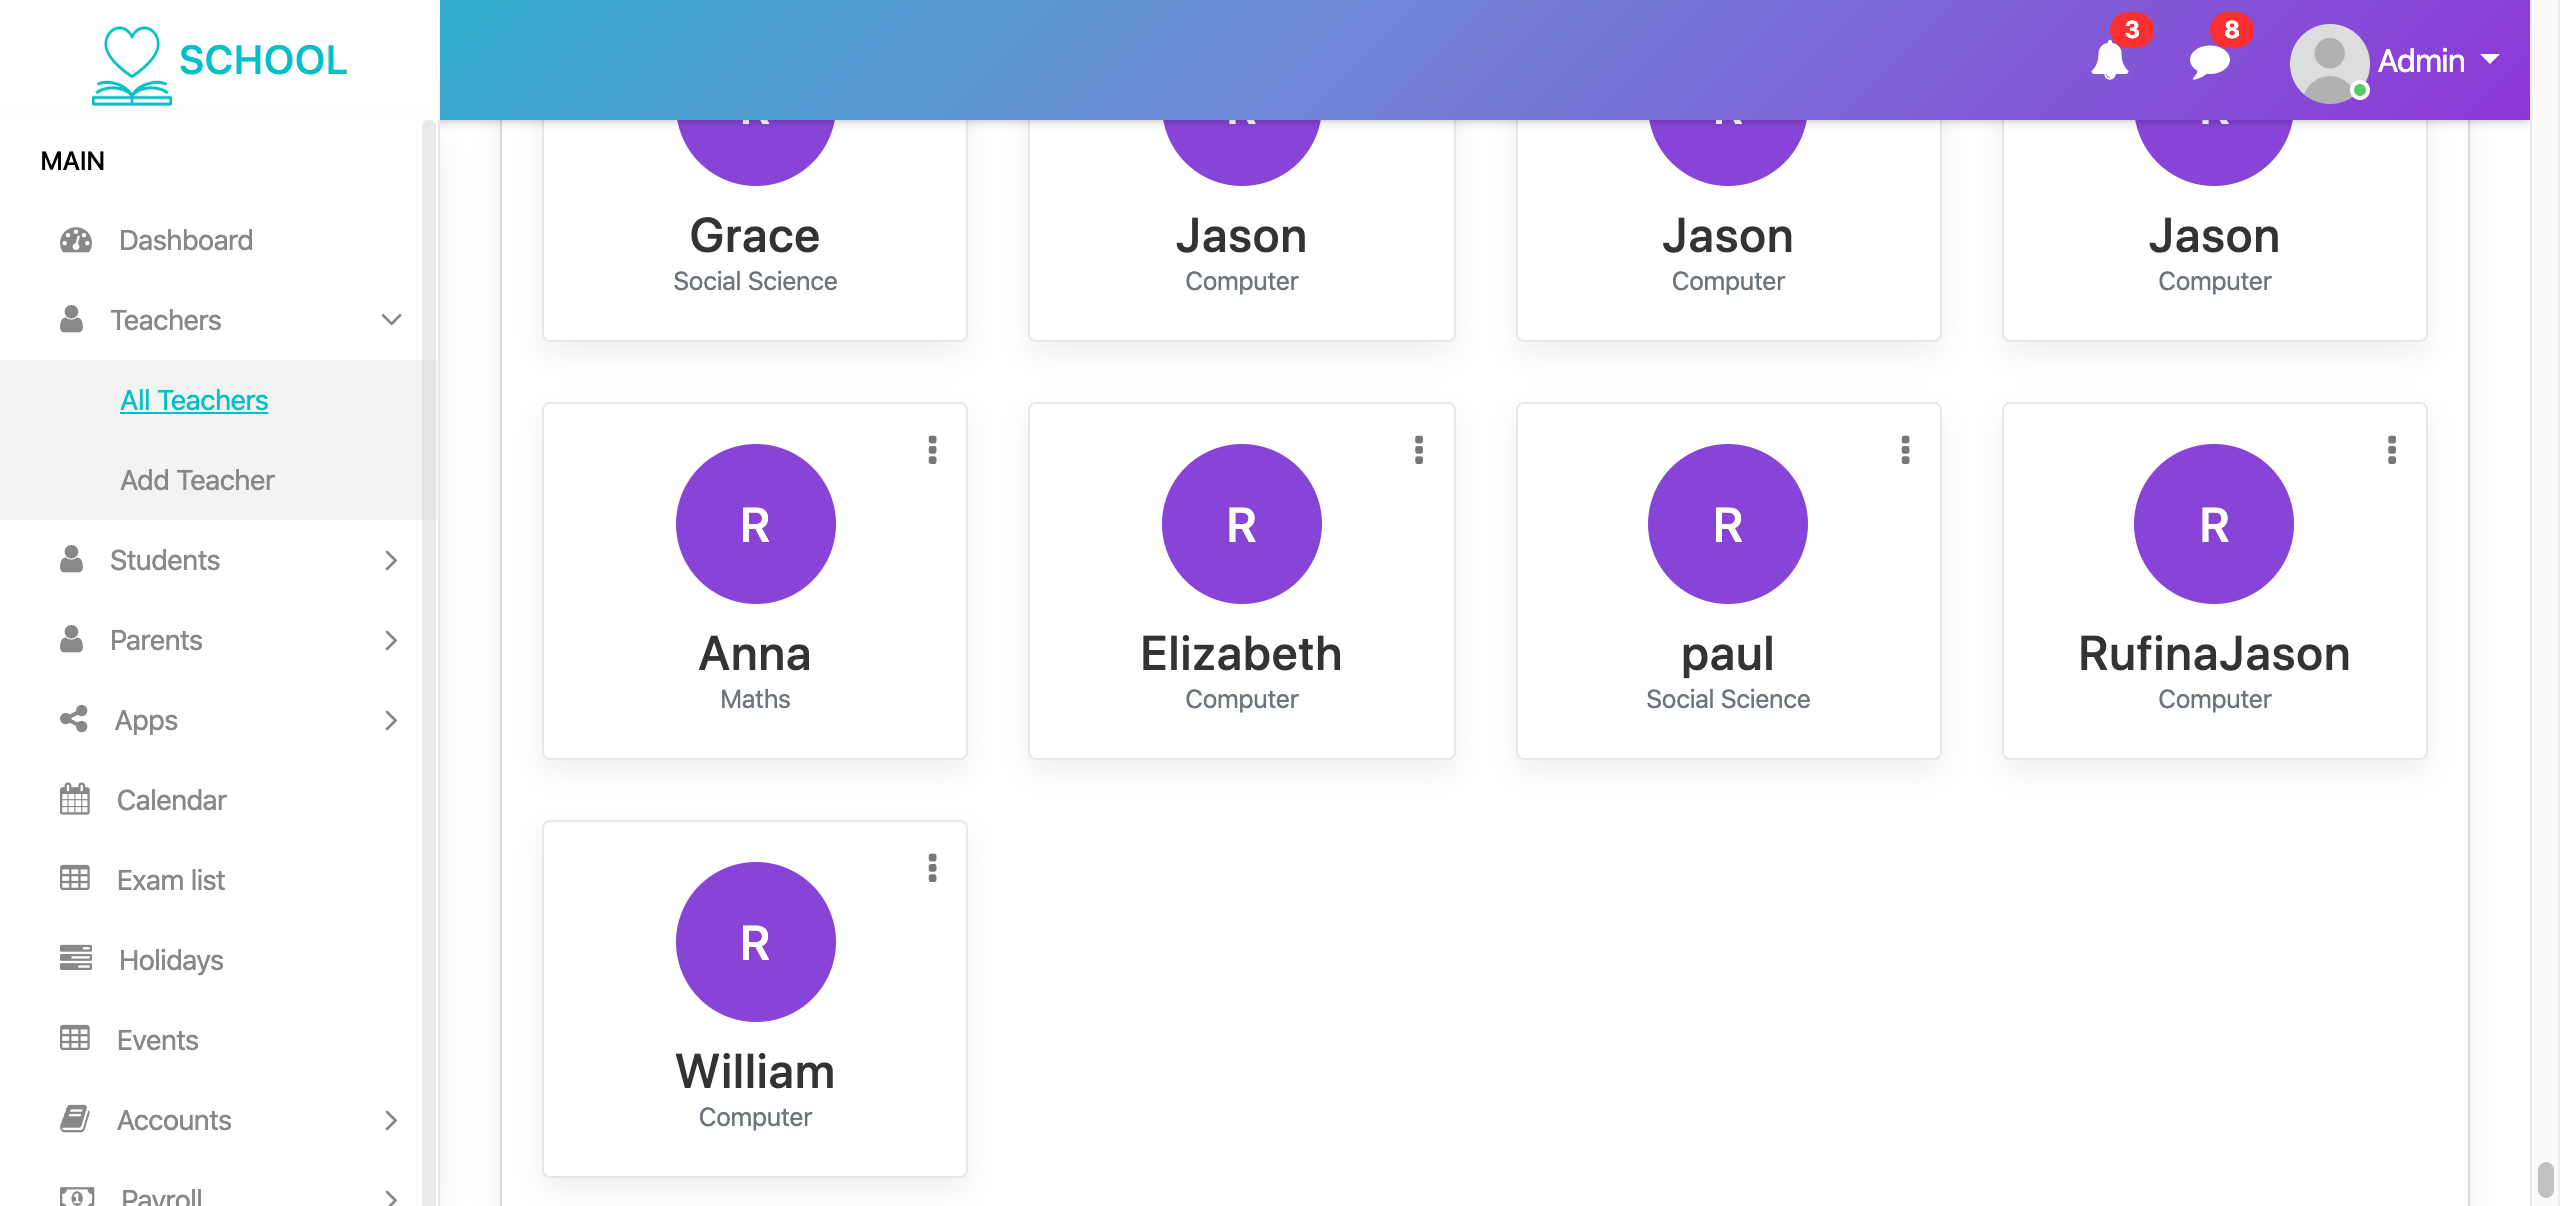 SCHOOL
3
8
Admin
MAIN
Dashboard
Teachers
All Teachers
Add Teacher
Students
Parents
Apps
Calendar
Exam list
Holidays
Events
Accounts
Payroll
Grace
Social Science
Jason
Computer
Jason
Computer
Jason
Computer
R
Anna
Maths
R
Elizabeth
Computer
R
paul
Social Science
R
RufinaJason
Computer
R
William
Computer